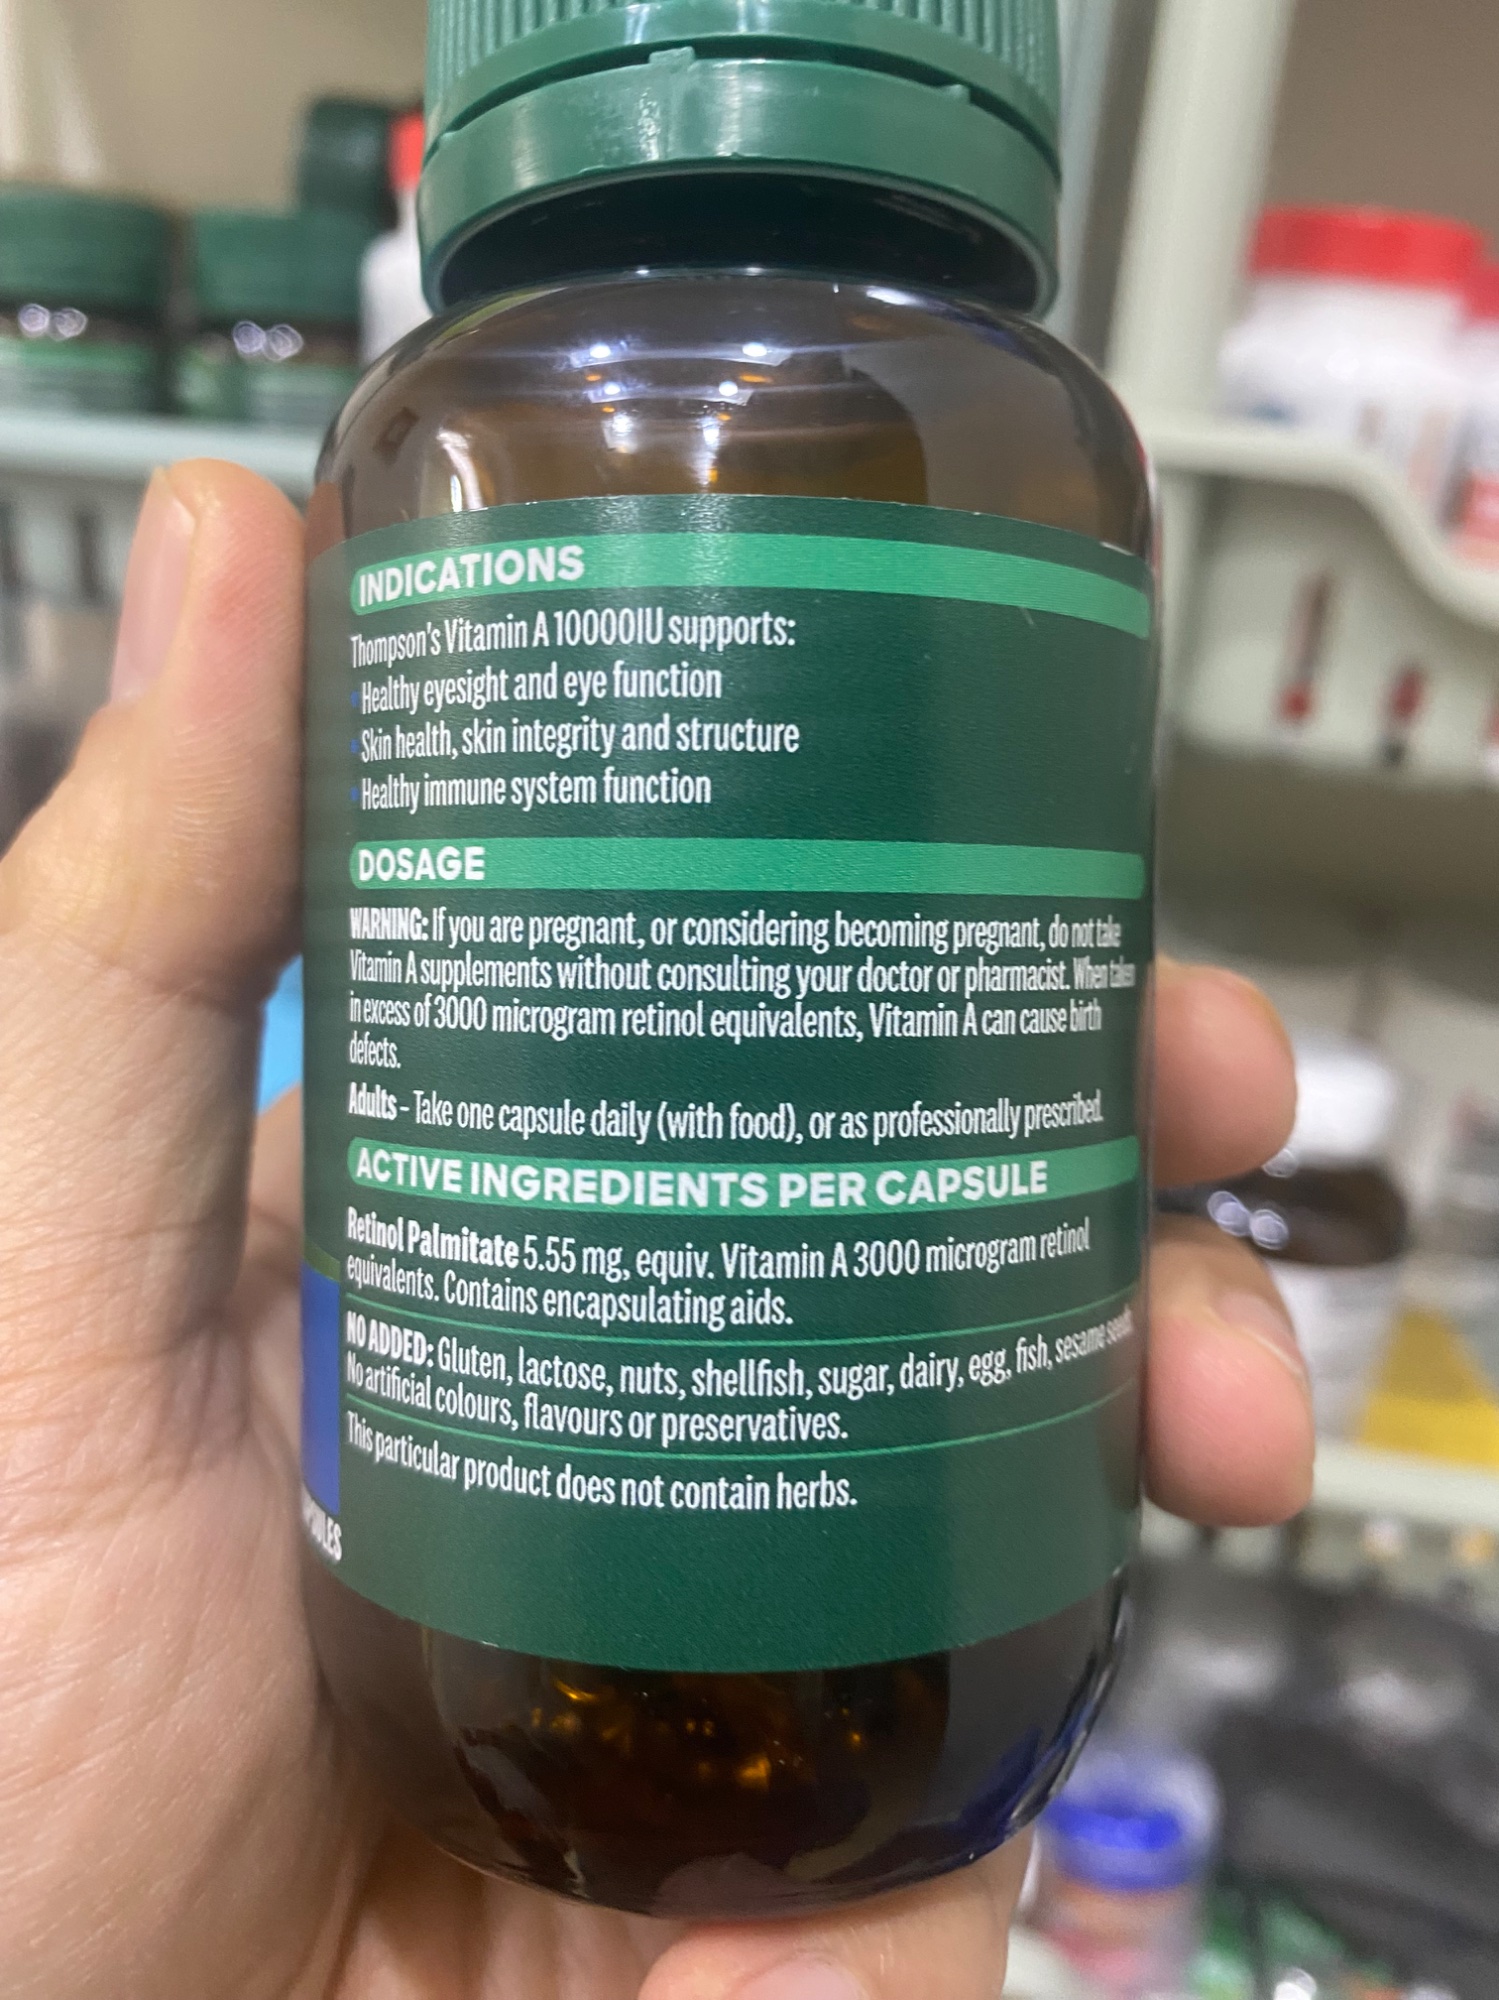 INDICATIONS
Thompson's Vitamin A 10000IU supports:
• Healthy eyesight and eye function
• Skin health, skin integrity and structure
• Healthy immune system function
DOSAGE
WARNING: If you are pregnant, or considering becoming pregnant, do not take
Vitamin A supplements without consulting your doctor or pharmacist. When taken
in excess of 3000 microgram retinol equivalents, Vitamin A can cause birth
defects.
Adults – Take one capsule daily (with food), or as professionally prescribed.
ACTIVE INGREDIENTS PER CAPSULE
Retinol Palmitate 5.55 mg, equiv. Vitamin A 3000 microgram retinol
equivalents. Contains encapsulating aids.
NO ADDED: Gluten, lactose, nuts, shellfish, sugar, dairy, egg, fish, sesame
No artificial colours, flavours or preservatives.
This particular product does not contain herbs.